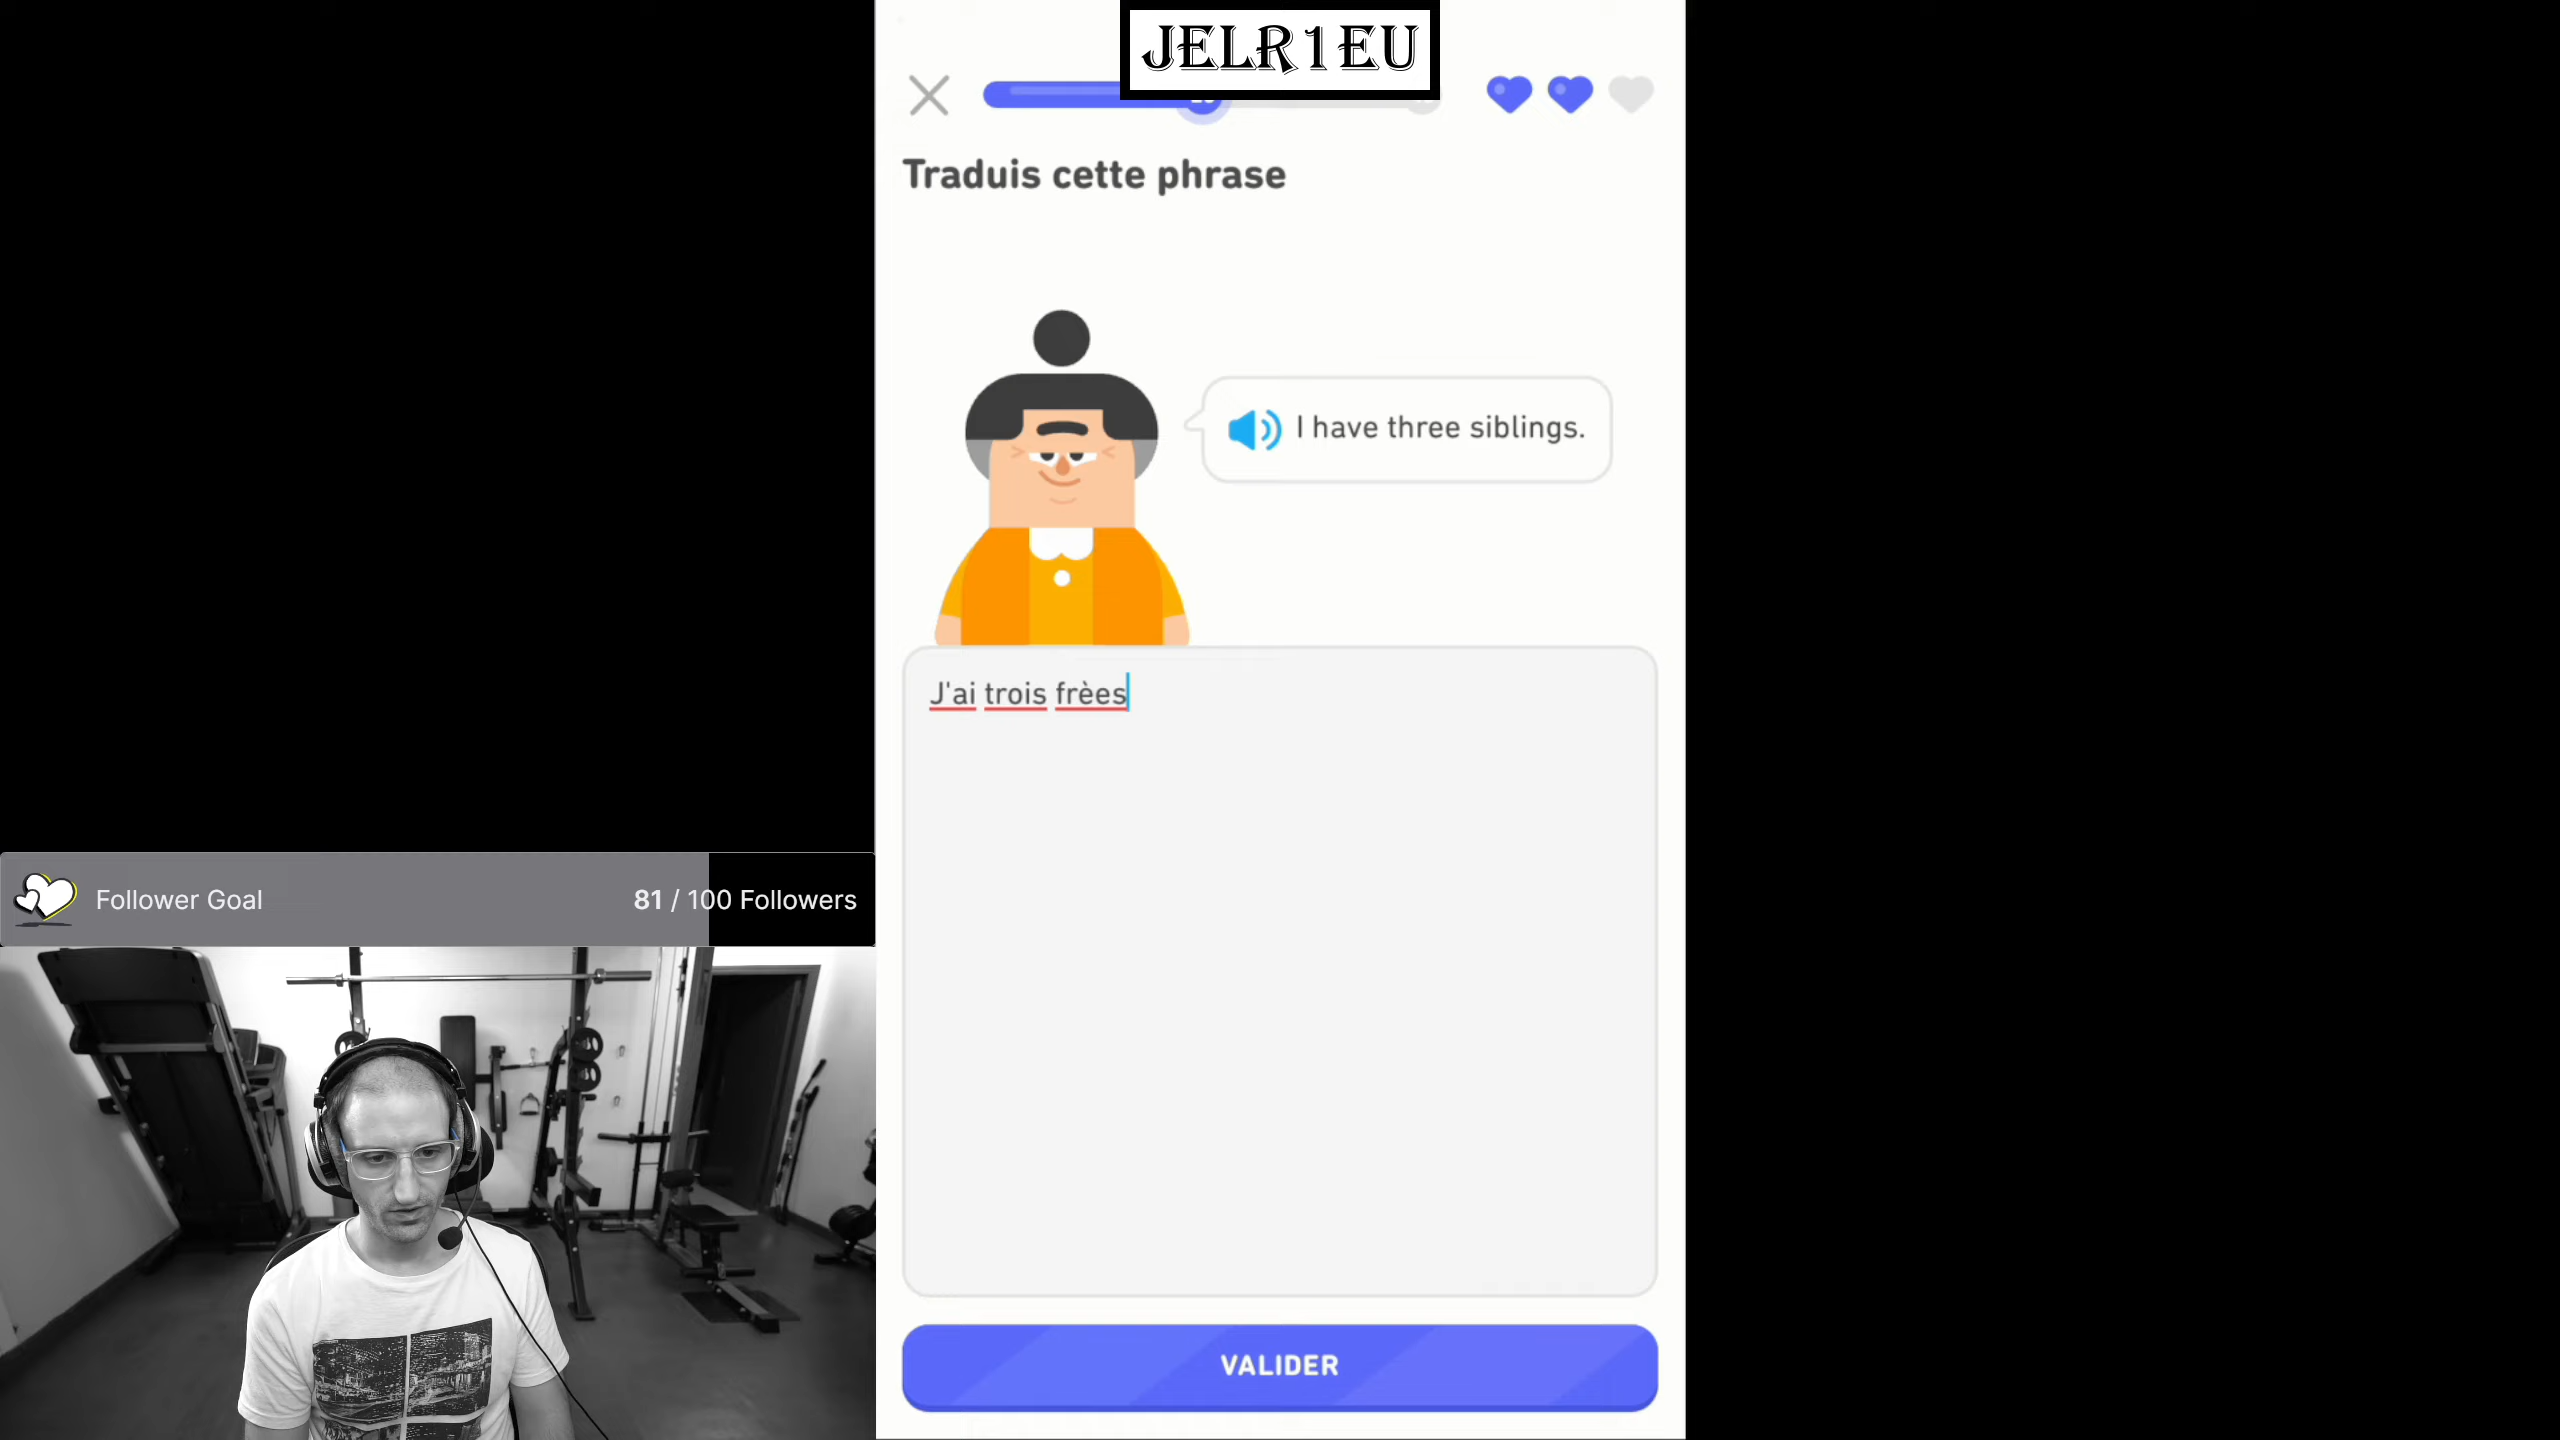 JELR1EU
Traduis cette phrase
I have three siblings.
J'ai trois frèes
Follower Goal
81 / 100 Followers
VALIDER